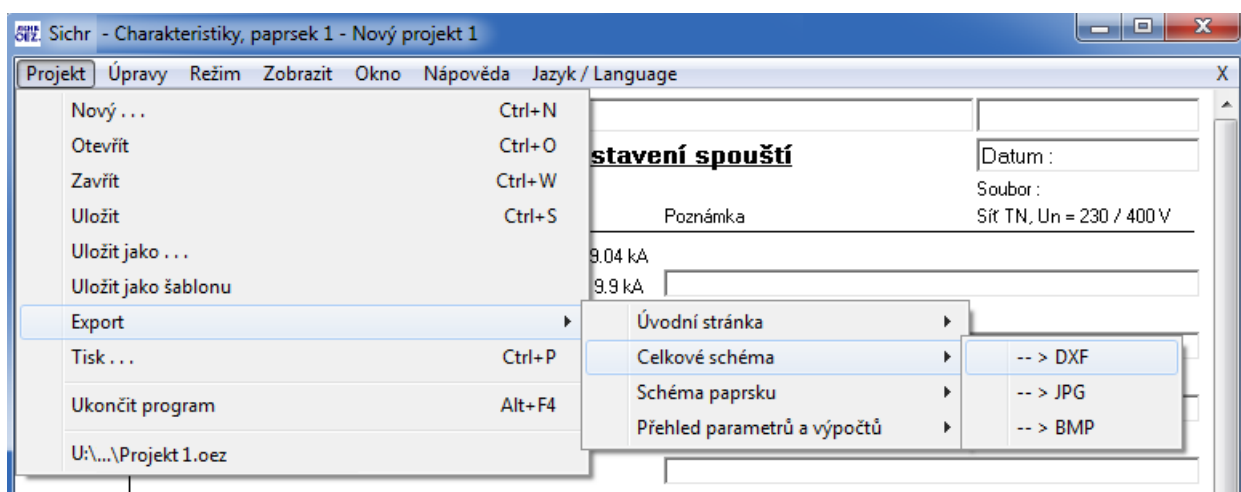 Sichr - Charakteristiky, paprsek 1 - Nový projekt 1
Projekt Úpravy Režim Zobrazit Okno Nápověda Jazyk / Language X
Nový . . . Ctrl+N
Otevřít Ctrl+O
stavení spouští Datum :
Zavřít Ctrl+W
Soubor :
Uložit Ctrl+S
Poznámka Síť TN, Un = 230 / 400 V
Uložit jako . . .
9.04 kA
Uložit jako šablonu
9.9 kA
Export Úvodní stránka
Tisk . . . Ctrl+P Celkové schéma -- > DXF
Schéma paprsku -- > JPG
Ukončit program Alt+F4
Přehled parametrů a výpočtů -- > BMP
U:\...\Projekt 1.oez